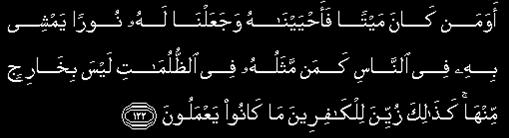 أَوَمَن كَانَ مَيْتًا فَأَحْيَيْنَٰهُ وَجَعَلْنَا لَهُۥ نُورًا يَمْشِى
بِهِۦ فِى ٱلنَّاسِ كَمَن مَّثَلُهُۥ فِى ٱلظُّلُمَٰتِ لَيْسَ بِخَارِجٍ
مِّنْهَا ۚ كَذَٰلِكَ زُيِّنَ لِلْكَٰفِرِينَ مَا كَانُوا۟ يَعْمَلُونَ ١٢٢